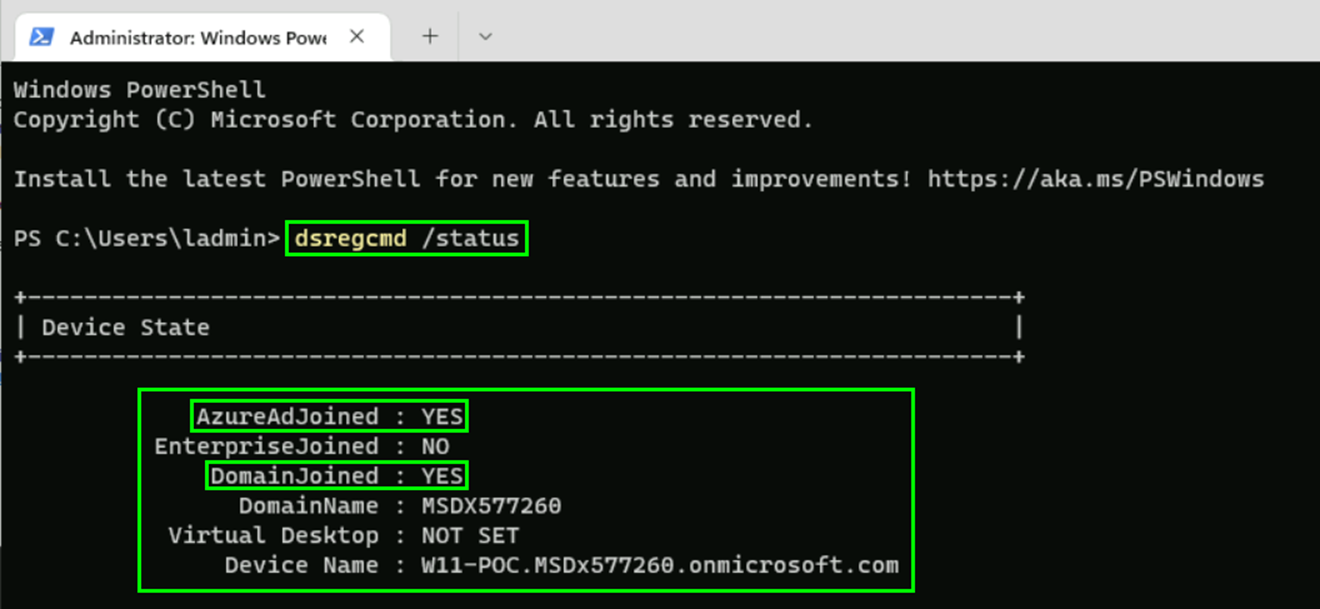 Administrator: Windows Powe
Windows PowerShell
Copyright (C) Microsoft Corporation. All rights reserved.
Install the latest PowerShell for new features and improvements! https://aka.ms/PSWindows
PS C:\Users\ladmin> dsregcmd /status
+----------------------------------------------------------------------+
| Device State                                                         |
+----------------------------------------------------------------------+
AzureAdJoined : YES
EnterpriseJoined : NO
DomainJoined : YES
DomainName : MSDX577260
Virtual Desktop : NOT SET
Device Name : W11-POC.MSDx577260.onmicrosoft.com